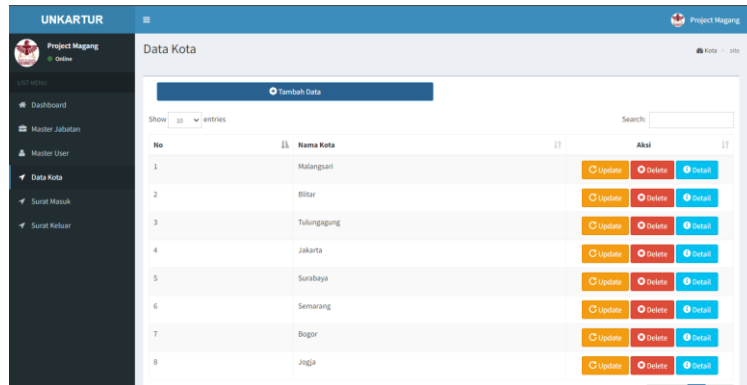 UNKARTUR
Project Magang
Project Magang
Online
Data Kota
Kota
site
LIST MENU
Dashboard
Master Jabatan
Master User
Data Kota
Surat Masuk
Surat Keluar
Tambah Data
Show 10 entries
Search:
No Nama Kota Aksi
1 Malangsari Update Delete Detail
2 Blitar Update Delete Detail
3 Tulungagung Update Delete Detail
4 Jakarta Update Delete Detail
5 Surabaya Update Delete Detail
6 Semarang Update Delete Detail
7 Bogor Update Delete Detail
8 Jogja Update Delete Detail